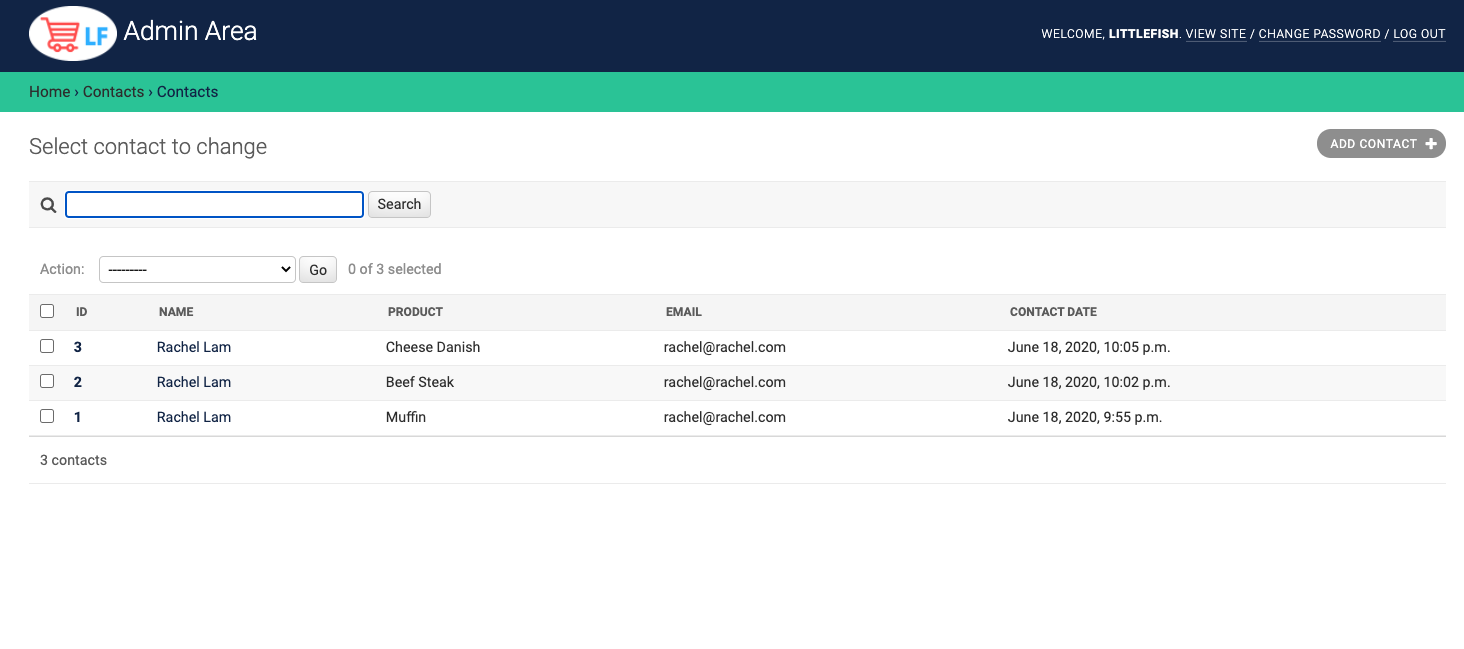 LF Admin Area
WELCOME, LITTLEFISH. VIEW SITE / CHANGE PASSWORD / LOG OUT
Home › Contacts › Contacts
Select contact to change
ADD CONTACT
Search
Action: --------- Go 0 of 3 selected
ID NAME PRODUCT EMAIL CONTACT DATE
3 Rachel Lam Cheese Danish rachel@rachel.com June 18, 2020, 10:05 p.m.
2 Rachel Lam Beef Steak rachel@rachel.com June 18, 2020, 10:02 p.m.
1 Rachel Lam Muffin rachel@rachel.com June 18, 2020, 9:55 p.m.
3 contacts